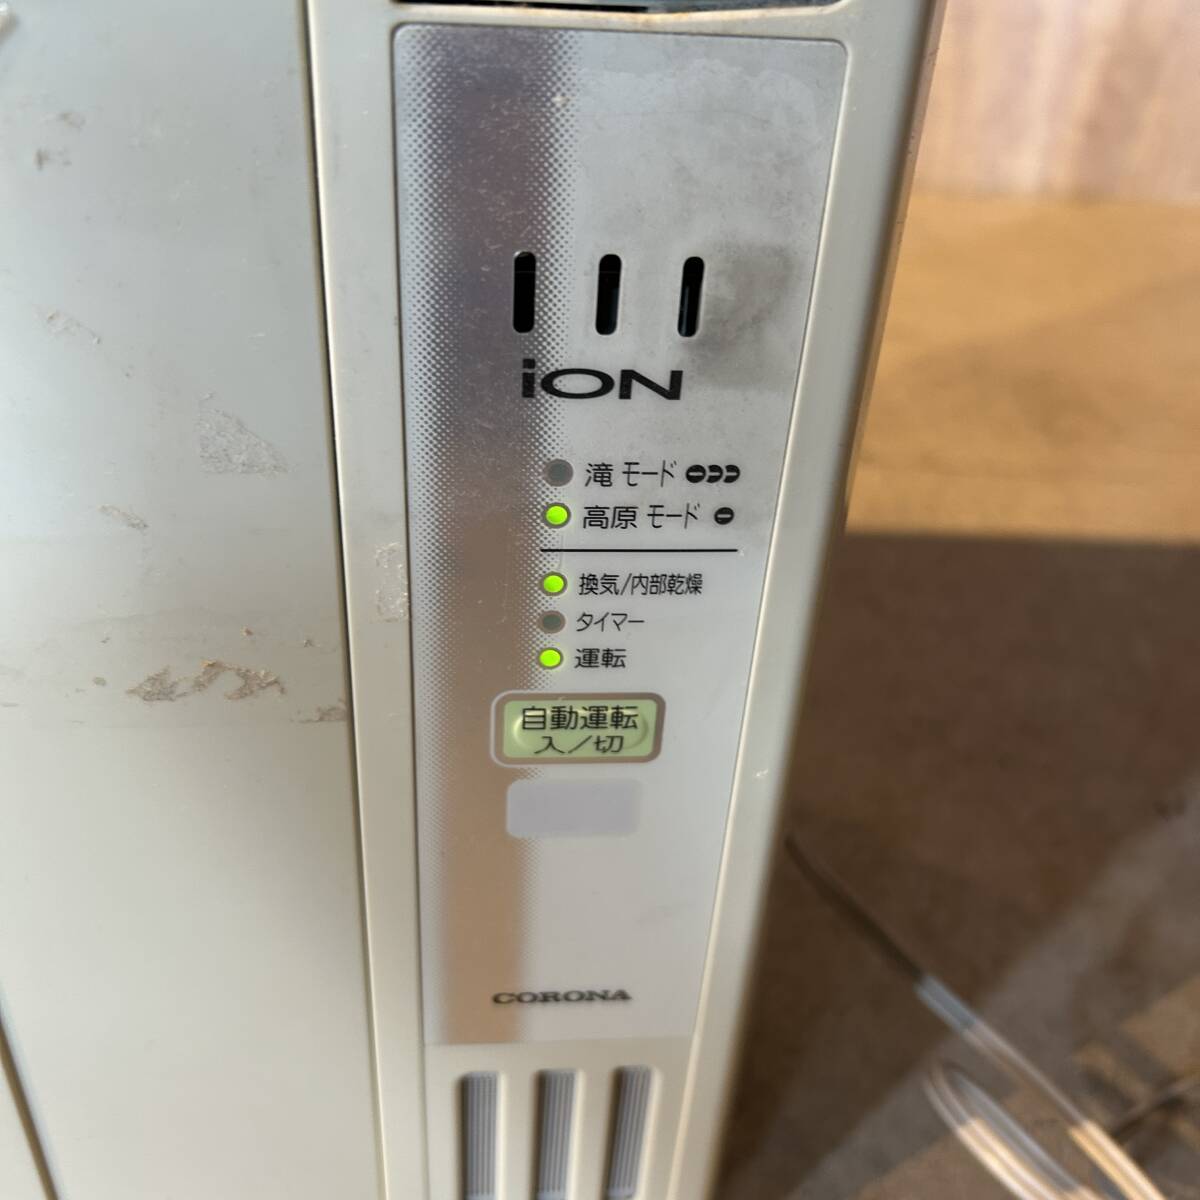 iON
滝 モード
高原 モード
換気/内部乾燥
タイマー
運転
自動運転
入/切
CORONA